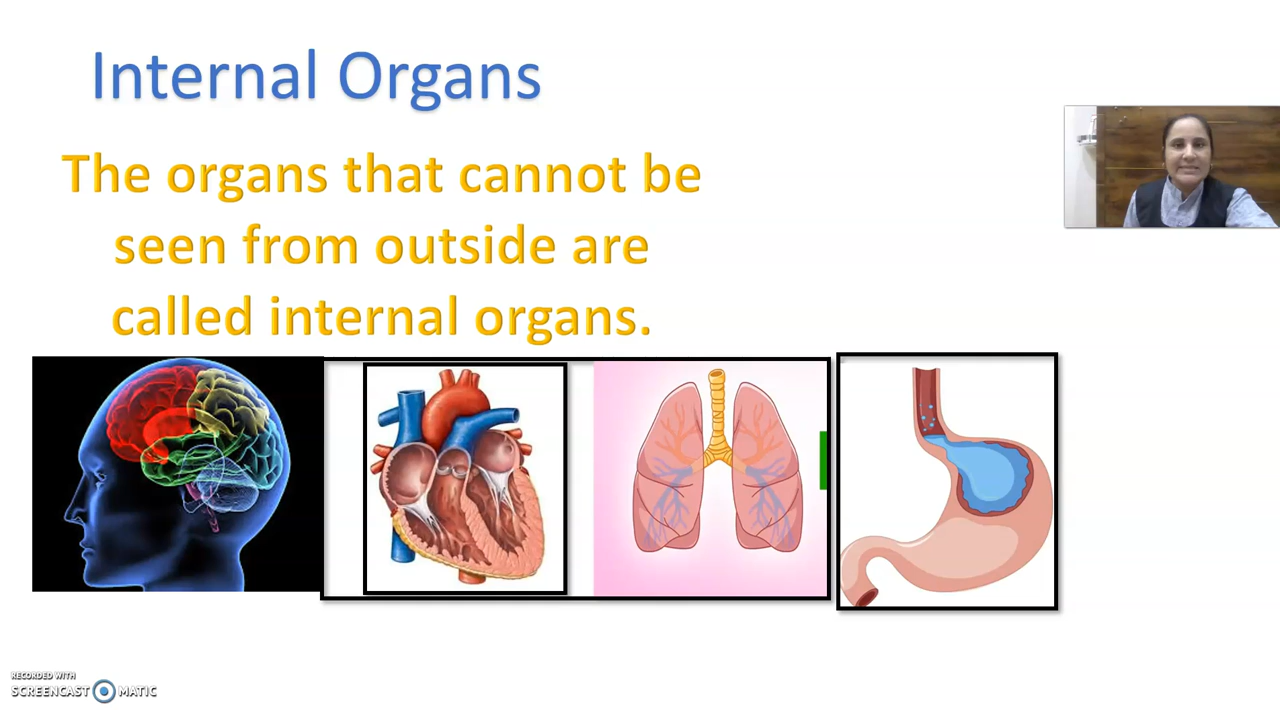 Internal Organs
The organs that cannot be
seen from outside are
called internal organs.
RECORDED WITH
SCREENCAST MATIC